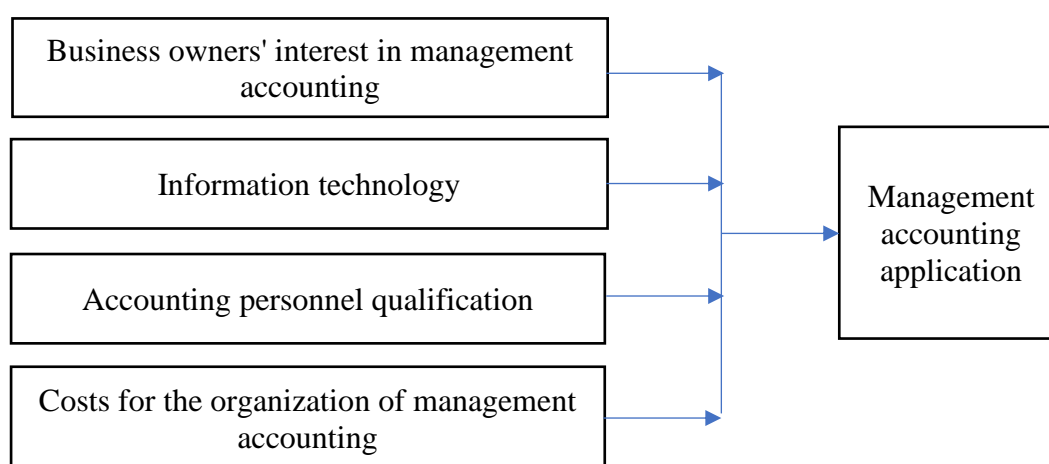 Business owners' interest in management
accounting
Information technology
Accounting personnel qualification
Costs for the organization of management
accounting
Management
accounting
application